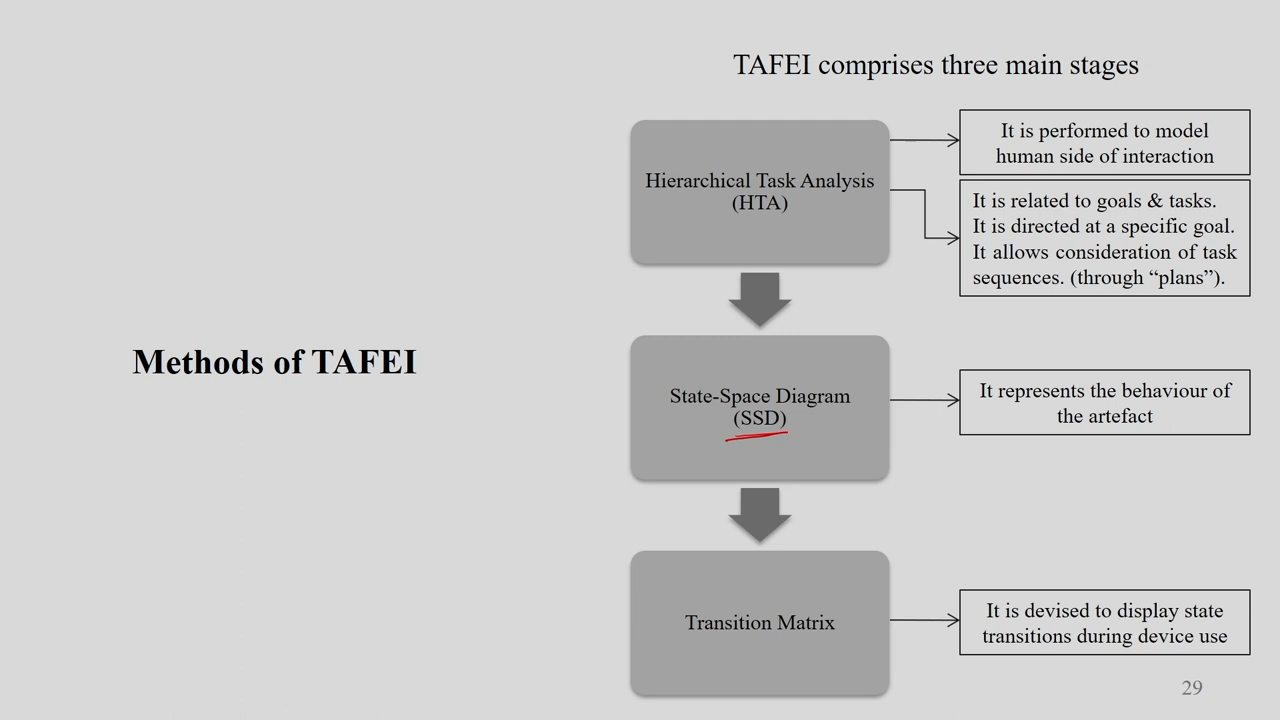 TAFEI comprises three main stages
Methods of TAFEI
Hierarchical Task Analysis
(HTA)
It is performed to model
human side of interaction
It is related to goals & tasks.
It is directed at a specific goal.
It allows consideration of task
sequences. (through “plans”).
State-Space Diagram
(SSD)
It represents the behaviour of
the artefact
Transition Matrix
It is devised to display state
transitions during device use
29